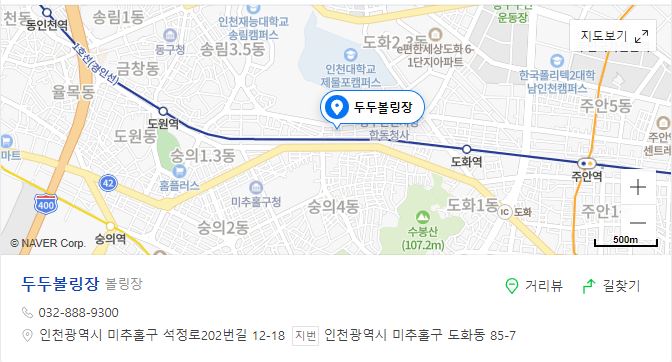 동인천역
송림1동
인천재능대학교
송림캠퍼스
운동장
동구청
송림3.5동
도화2.3동
e편한세상도화 6-
1단지아파트
지도보기
1호선(경인선)
금창동
인천대학교
제물포캠퍼스
한국폴리텍2대학
남인천캠퍼스
율목동
두두볼링장
주안5동
도원역
도원동
합동청사
마트
숭의1.3동
도화역
주안역
42
홈플러스
미추홀구청
400
숭의2동
숭의4동
도화1동
IC 도화
주안1
수봉산
(107.2m)
숭의역
© NAVER Corp.
500m
두두볼링장 볼링장
거리뷰 길찾기
032-888-9300
인천광역시 미추홀구 석정로202번길 12-18 지번 인천광역시 미추홀구 도화동 85-7